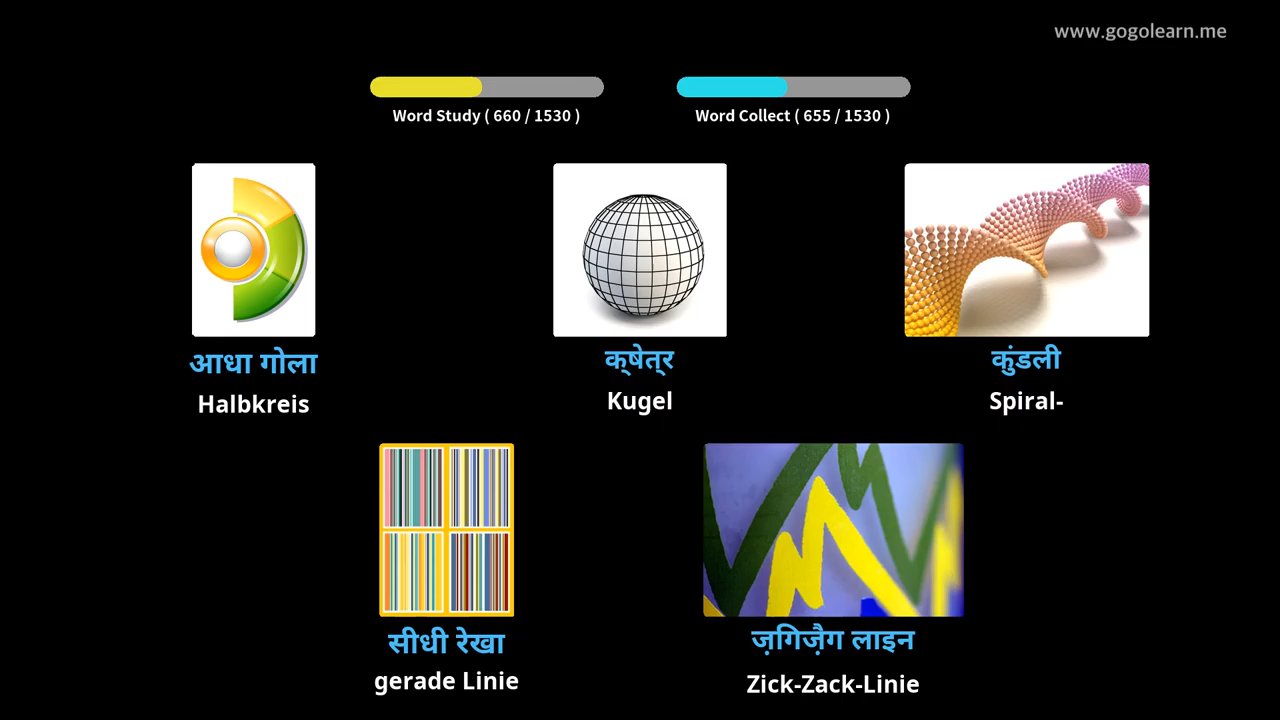 www.gogolearn.me
Word Study ( 660 / 1530 )
Word Collect ( 655 / 1530 )
आधा गोला
Halbkreis
क्षेत्र
Kugel
कुंडली
Spiral-
सीधी रेखा
gerade Linie
ज़गिज़ैग लाइन
Zick-Zack-Linie